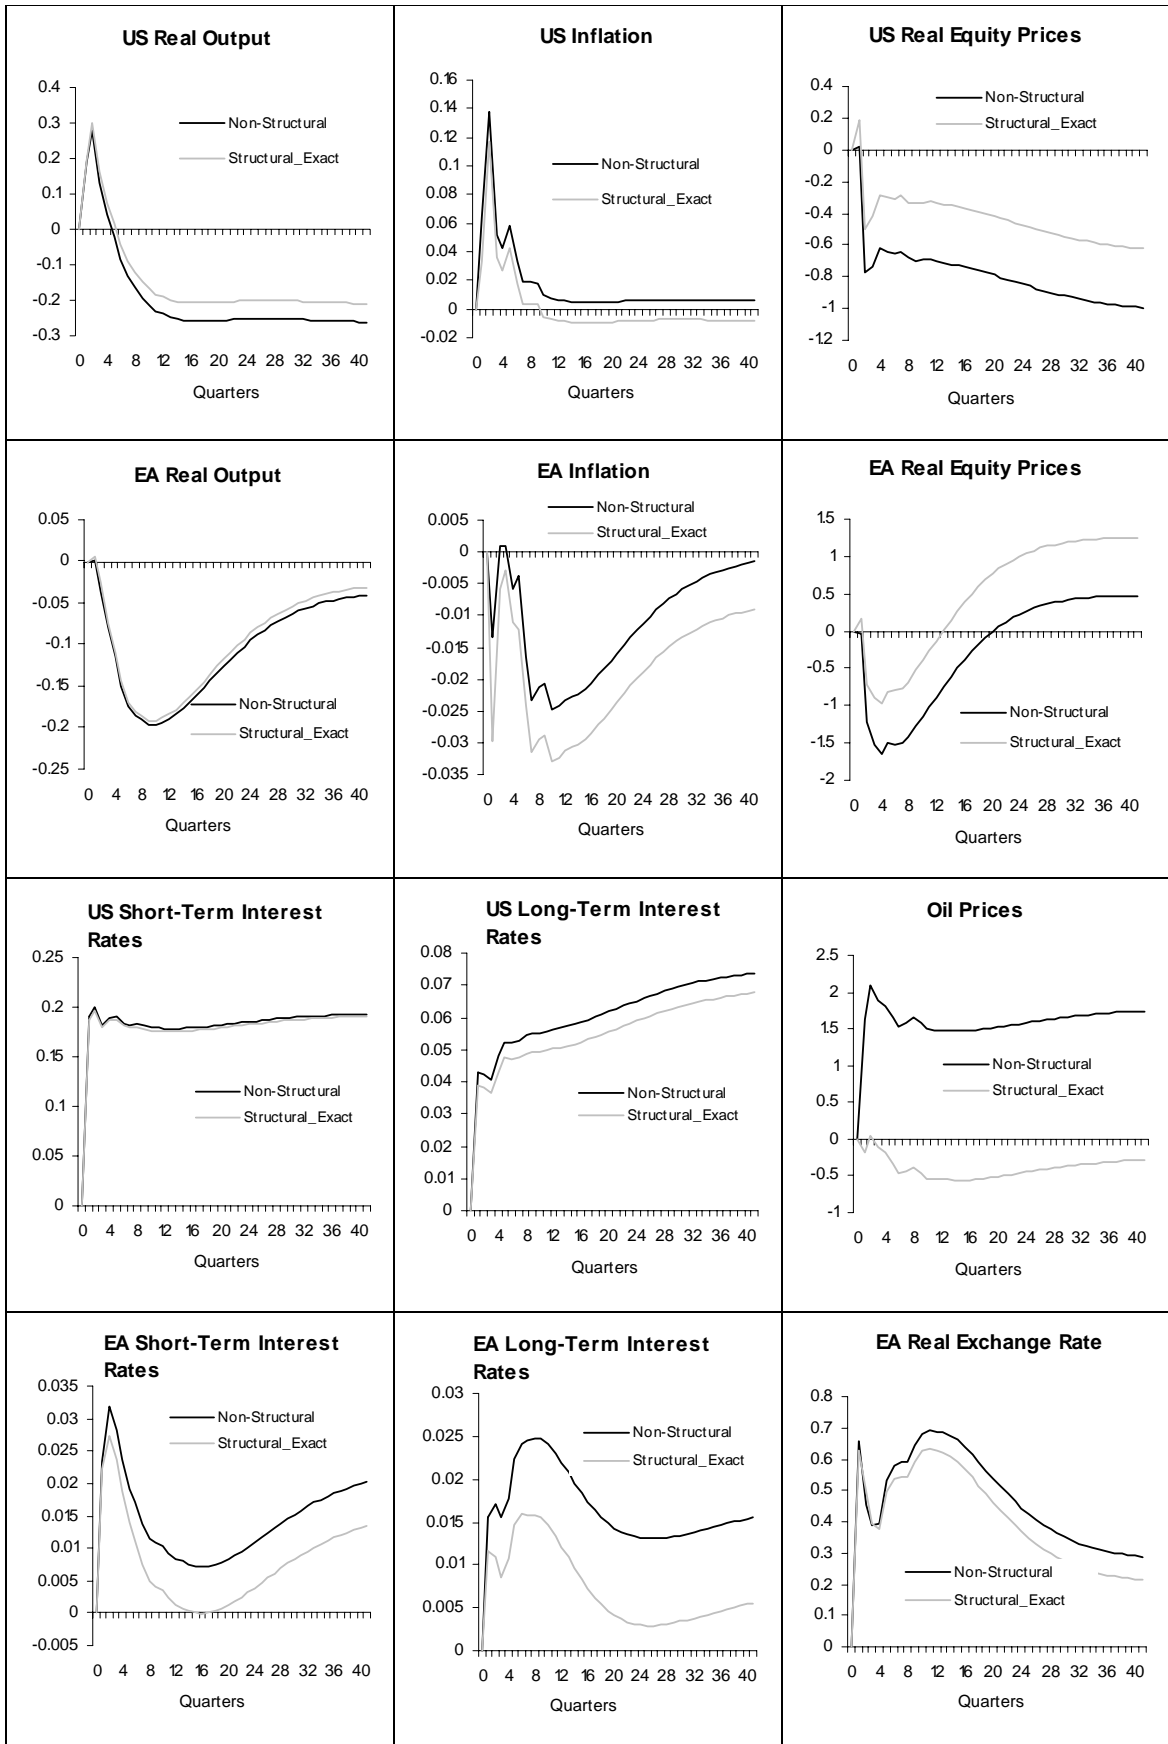 US Real Output
0.4
0.3
0.2
0.1
0
-0.1
-0.2
-0.3
Non-Structural
Structural_Exact
0 4 8 12 16 20 24 28 32 36 40
Quarters
US Inflation
0.16
0.14
0.12
0.1
0.08
0.06
0.04
0.02
0
-0.02
Non-Structural
Structural_Exact
0 4 8 12 16 20 24 28 32 36 40
Quarters
US Real Equity Prices
0.4
0.2
0
-0.2
-0.4
-0.6
-0.8
-1
-1.2
Non-Structural
Structural_Exact
0 4 8 12 16 20 24 28 32 36 40
Quarters
EA Real Output
0.05
0
-0.05
-0.1
-0.15
-0.2
-0.25
Non-Structural
Structural_Exact
0 4 8 12 16 20 24 28 32 36 40
Quarters
EA Inflation
0.005
0
-0.005
-0.01
-0.015
-0.02
-0.025
-0.03
-0.035
Non-Structural
Structural_Exact
0 4 8 12 16 20 24 28 32 36 40
Quarters
EA Real Equity Prices
1.5
1
0.5
0
-0.5
-1
-1.5
-2
Non-Structural
Structural_Exact
0 4 8 12 16 20 24 28 32 36 40
Quarters
US Short-Term Interest
Rates
0.25
0.2
0.15
0.1
0.05
0
Non-Structural
Structural_Exact
0 4 8 12 16 20 24 28 32 36 40
Quarters
US Long-Term Interest
Rates
0.08
0.07
0.06
0.05
0.04
0.03
0.02
0.01
0
Non-Structural
Structural_Exact
0 4 8 12 16 20 24 28 32 36 40
Quarters
Oil Prices
2.5
2
1.5
1
0.5
0
-0.5
-1
Non-Structural
Structural_Exact
0 4 8 12 16 20 24 28 32 36 40
Quarters
EA Short-Term Interest
Rates
0.035
0.03
0.025
0.02
0.015
0.01
0.005
0
-0.005
Non-Structural
Structural_Exact
0 4 8 12 16 20 24 28 32 36 40
Quarters
EA Long-Term Interest
Rates
0.03
0.025
0.02
0.015
0.01
0.005
0
Non-Structural
Structural_Exact
0 4 8 12 16 20 24 28 32 36 40
Quarters
EA Real Exchange Rate
0.8
0.7
0.6
0.5
0.4
0.3
0.2
0.1
0
Non-Structural
Structural_Exact
0 4 8 12 16 20 24 28 32 36 40
Quarters